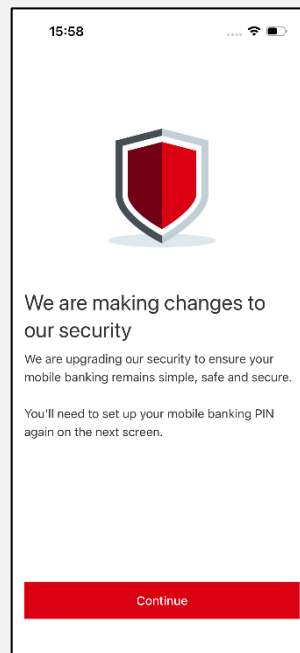 15:58
We are making changes to
our security
We are upgrading our security to ensure your
mobile banking remains simple, safe and secure.
You'll need to set up your mobile banking PIN
again on the next screen.
Continue